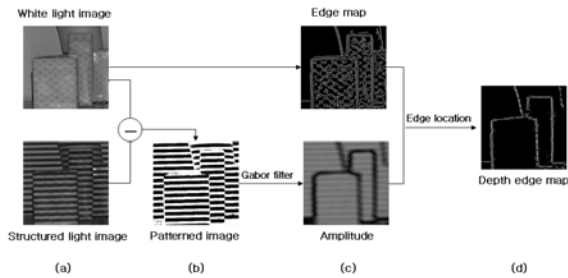 White light image
Edge map
Edge location
Gabor filter
Structured light image
Patterned image
Amplitude
Depth edge map
(a)
(b)
(c)
(d)